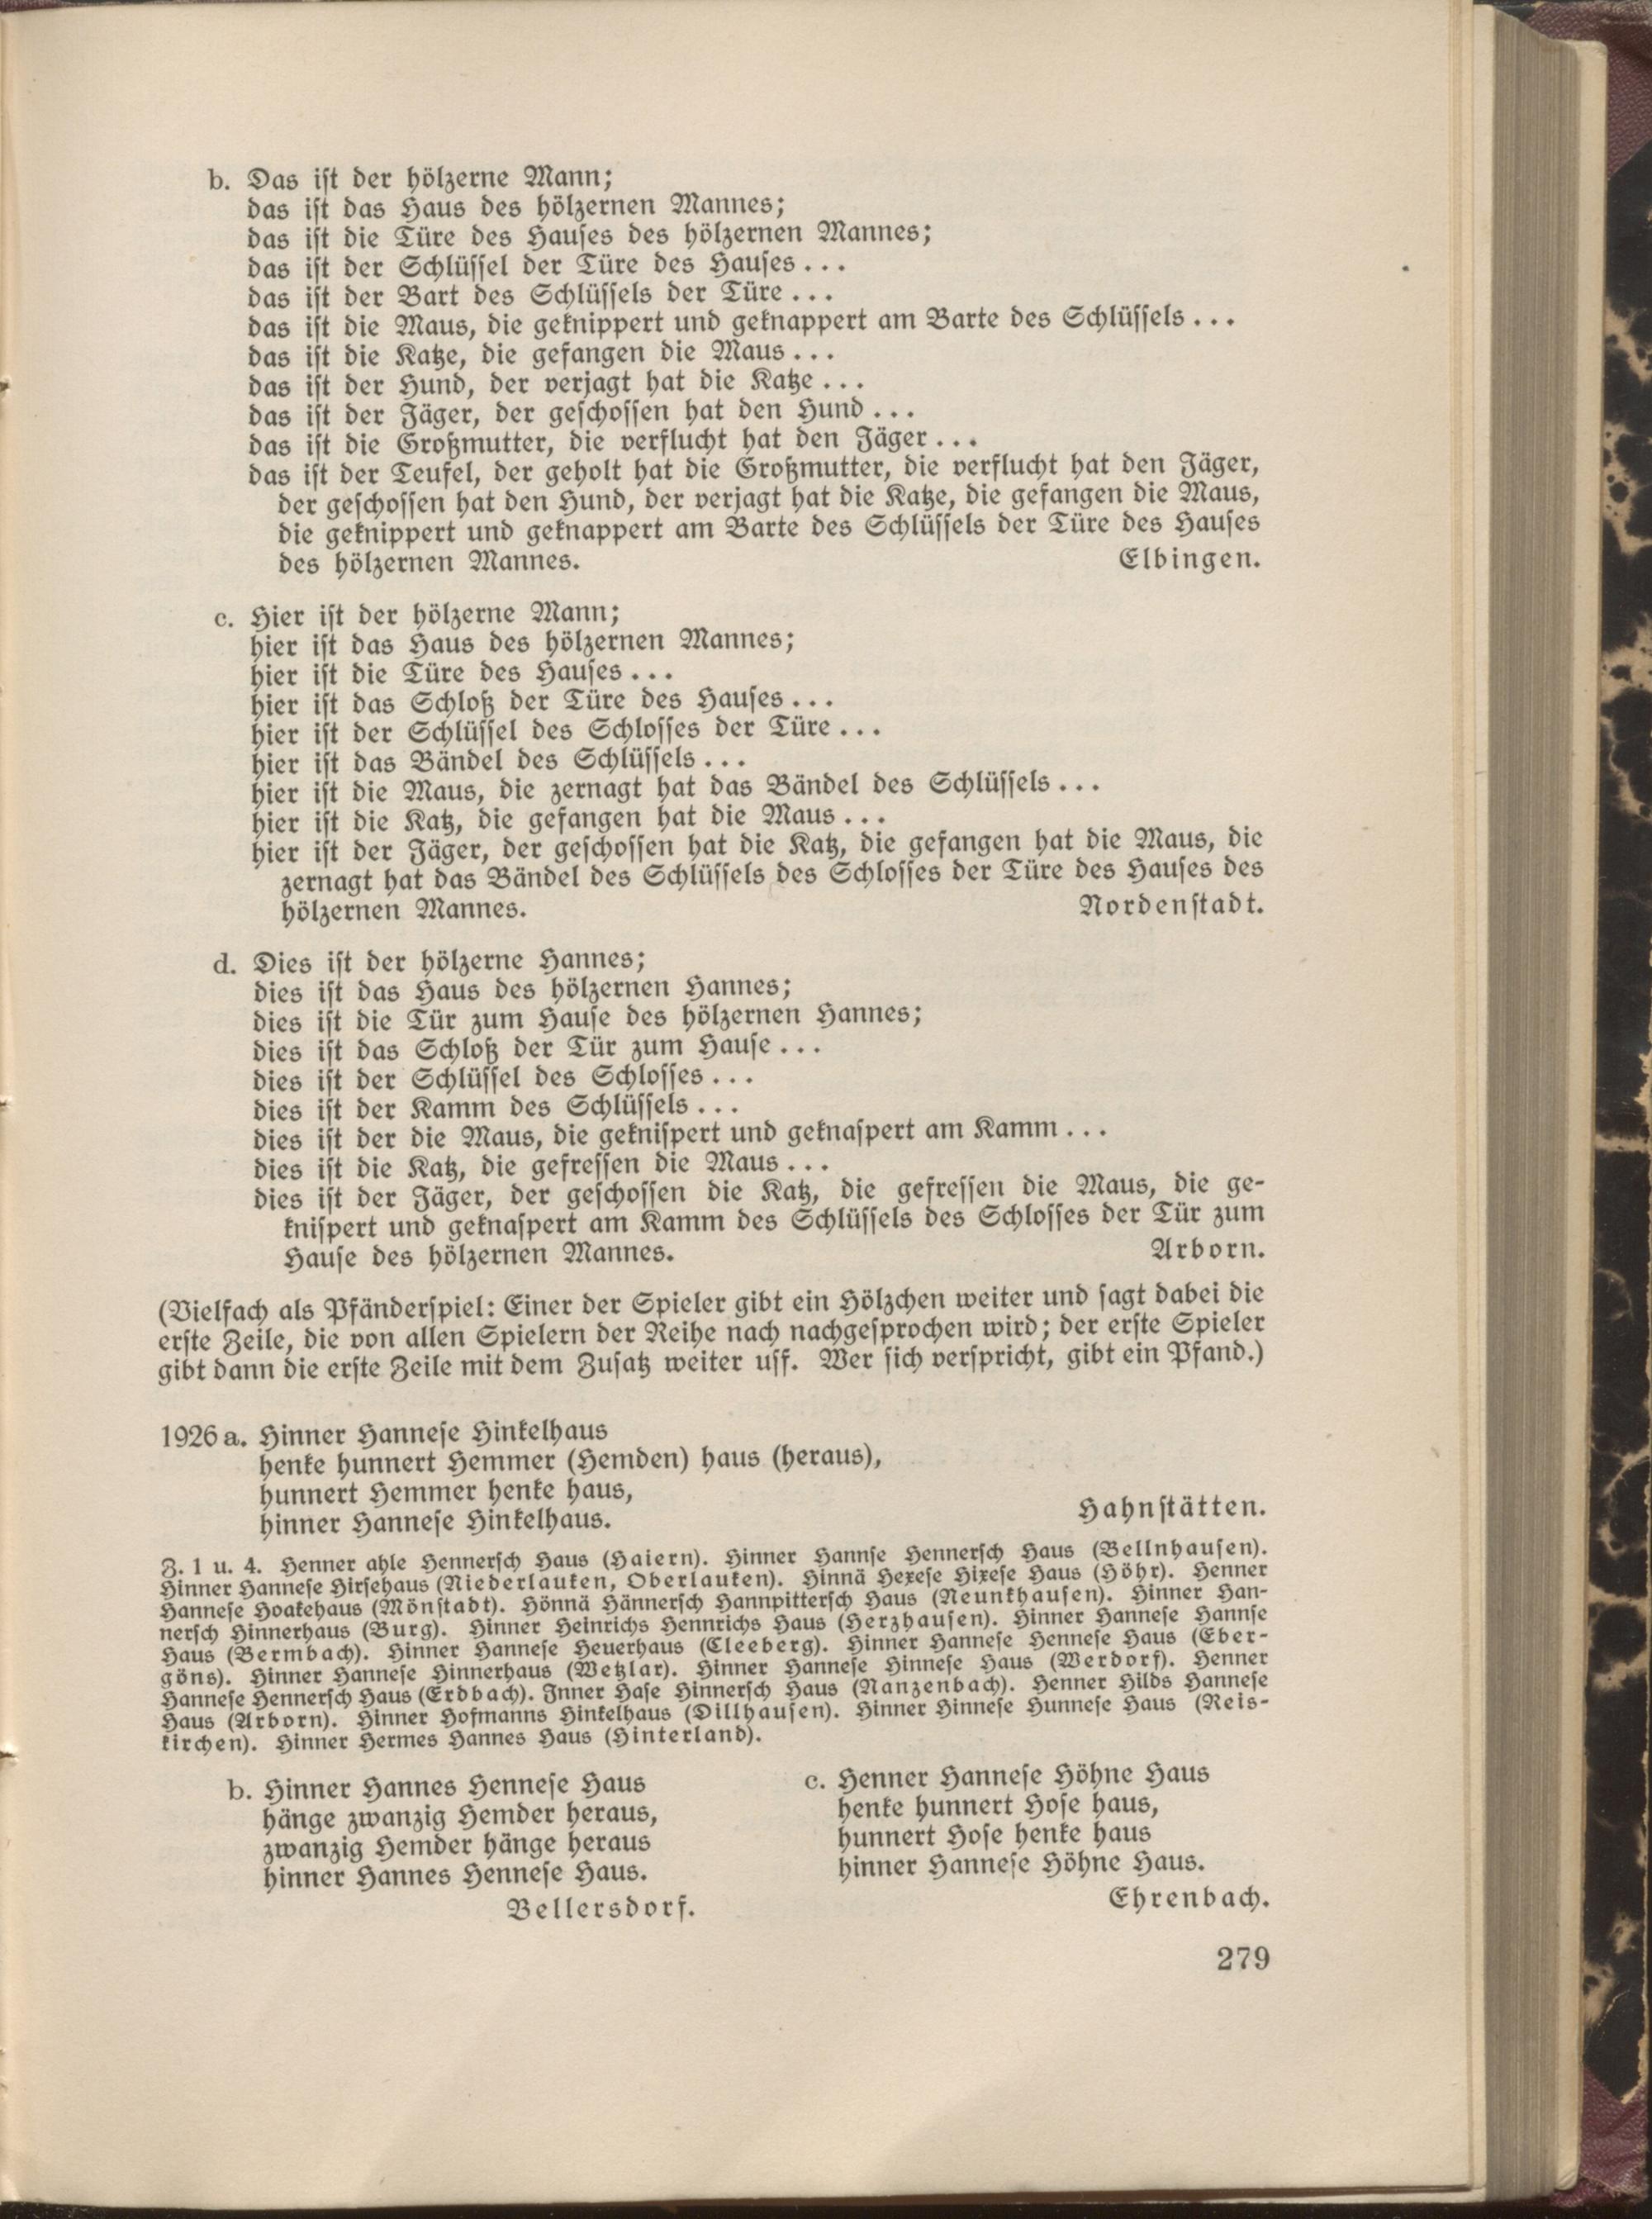 b. Das ist der hölzerne Mann;
das ist das Haus des hölzernen Mannes;
das ist die Türe des Hauses des hölzernen Mannes;
das ist der Schlüssel der Türe des Hauses . . .
das ist der Bart des Schlüssels der Türe . . .
das ist die Maus, die geknippert und geknappert am Barte des Schlüssels . . .
das ist die Katze, die gefangen die Maus . . .
das ist der Hund, der verjagt hat die Katze . . .
das ist der Jäger, der geschossen hat den Hund . . .
das ist die Großmutter, die verflucht hat den Jäger . . .
das ist der Teufel, der geholt hat die Großmutter, die verflucht hat den Jäger,
der geschossen hat den Hund, der verjagt hat die Katze, die gefangen die Maus,
die geknippert und geknappert am Barte des Schlüssels der Türe des Hauses
des hölzernen Mannes. Elbingen.
c. Hier ist der hölzerne Mann;
hier ist das Haus des hölzernen Mannes;
hier ist die Türe des Hauses . . .
hier ist das Schloß der Türe des Hauses . . .
hier ist der Schlüssel des Schlosses der Türe . . .
hier ist das Bändel des Schlüssels . . .
hier ist die Maus, die zernagt hat das Bändel des Schlüssels . . .
hier ist die Katz, die gefangen hat die Maus . . .
hier ist der Jäger, der geschossen hat die Katz, die gefangen hat die Maus, die
zernagt hat das Bändel des Schlüssels des Schlosses der Türe des Hauses des
hölzernen Mannes. Nordenstadt.
d. Dies ist der hölzerne Hannes;
dies ist das Haus des hölzernen Hannes;
dies ist die Tür zum Hause des hölzernen Hannes;
dies ist das Schloß der Tür zum Hause . . .
dies ist der Schlüssel des Schlosses . . .
dies ist der Kamm des Schlüssels . . .
dies ist der die Maus, die geknispert und geknaspert am Kamm . . .
dies ist die Katz, die gefressen die Maus . . .
dies ist der Jäger, der geschossen die Katz, die gefressen die Maus, die ge-
knispert und geknaspert am Kamm des Schlüssels des Schlosses der Tür zum
Hause des hölzernen Mannes. Arborn.
(Vielfach als Pfänderspiel: Einer der Spieler gibt ein Hölzchen weiter und sagt dabei die
erste Zeile, die von allen Spielern der Reihe nach nachgesprochen wird; der erste Spieler
gibt dann die erste Zeile mit dem Zusatz weiter usf. Wer sich verspricht, gibt ein Pfand.)
1926 a. Hinner Hannese Hinkelhaus
henke hunnert Hemmer (Hemden) haus (heraus),
hunnert Hemmer henke haus,
hinner Hannese Hinkelhaus. Hahnstätten.
Z. 1 u. 4. Henner ahle Hennersch Haus (Haiern). Hinner Hannse Hennersch Haus (Bellnhausen).
Hinner Hannese Hirsehaus (Niederlauken, Oberlauken). Hinnä Hexese Hixese Haus (Höhr). Henner
Hannese Hoakehaus (Mönstadt). Hönnä Hännersch Hannpittersch Haus (Neunkhausen). Hinner Han-
nersch Hinnerhaus (Burg). Hinner Heinrichs Hennrichs Haus (Herzhausen). Hinner Hannese Hannse
Haus (Bermbach). Hinner Hannese Heuerhaus (Cleeberg). Hinner Hannese Hennese Haus (Eber-
göns). Hinner Hannese Hinnerhaus (Wetzlar). Hinner Hannese Hinnese Haus (Werdorf). Henner
Hannese Hennersch Haus (Erdbach). Inner Hase Hinnersch Haus (Nanzenbach). Henner Hilds Hannese
Haus (Arborn). Hinner Hofmanns Hinkelhaus (Dillhausen). Hinner Hinnese Hunnese Haus (Reis-
kirchen). Hinner Hermes Hannes Haus (Hinterland).
b. Hinner Hannes Hennese Haus
hänge zwanzig Hemder heraus,
zwanzig Hemder hänge heraus
hinner Hannes Hennese Haus.
Bellersdorf.
c. Henner Hannese Höhne Haus
henke hunnert Hose haus,
hunnert Hose henke haus
hinner Hannese Höhne Haus.
Ehrenbach.
279